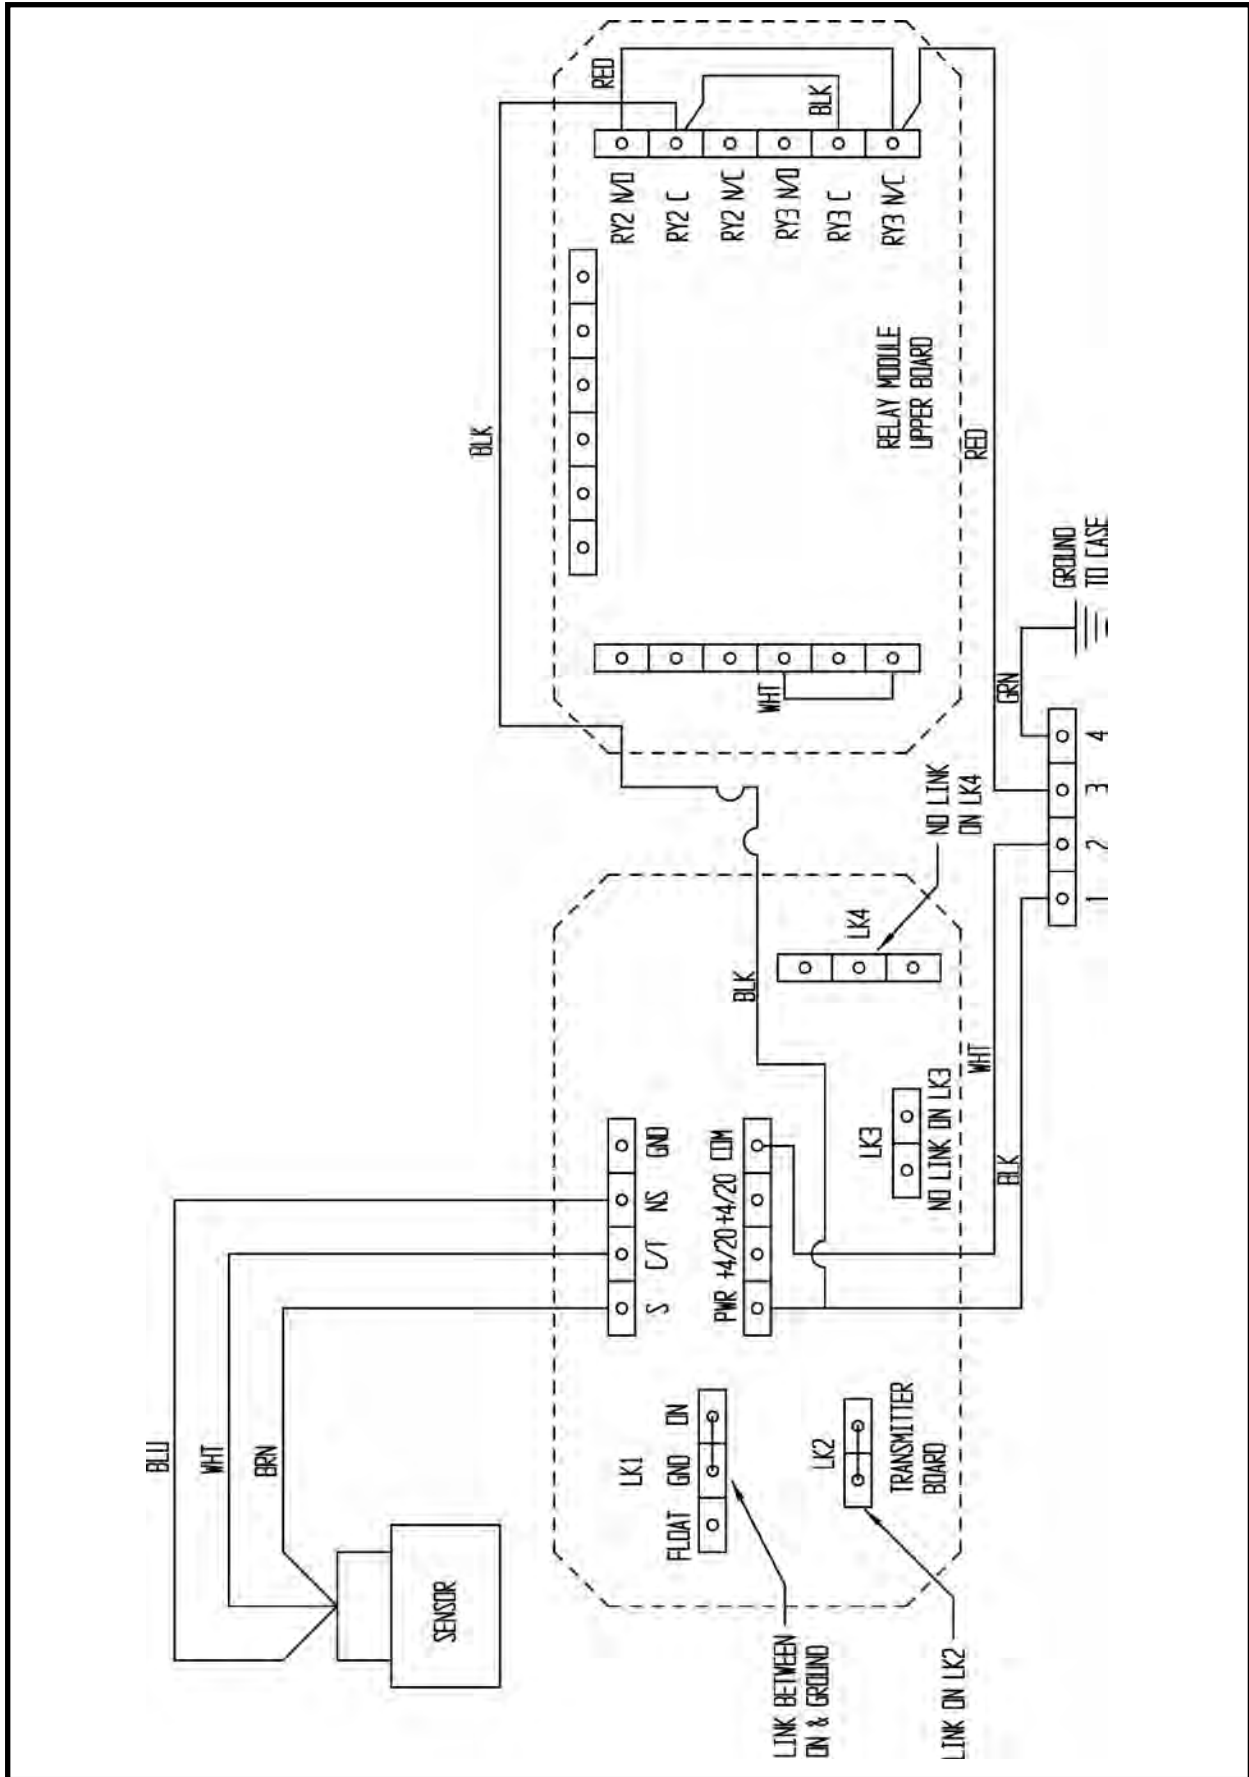 BLU
WHT
BRN
SENSOR
S
C/T
NS
GND
PWR
+4/20
+4/20
COM
LK1
FLOAT
GND
ON
LINK BETWEEN
ON & GROUND
LK2
TRANSMITTER
BOARD
LINK ON LK2
LK3
NO LINK ON LK3
LK4
NO LINK
ON LK4
BLK
BLK
WHT
BLK
RED
BLK
RY2 N/O
RY2 C
RY2 N/C
RY3 N/O
RY3 C
RY3 N/C
RELAY MODULE
UPPER BOARD
WHT
RED
GRN
GROUND
TO CASE
1
2
3
4